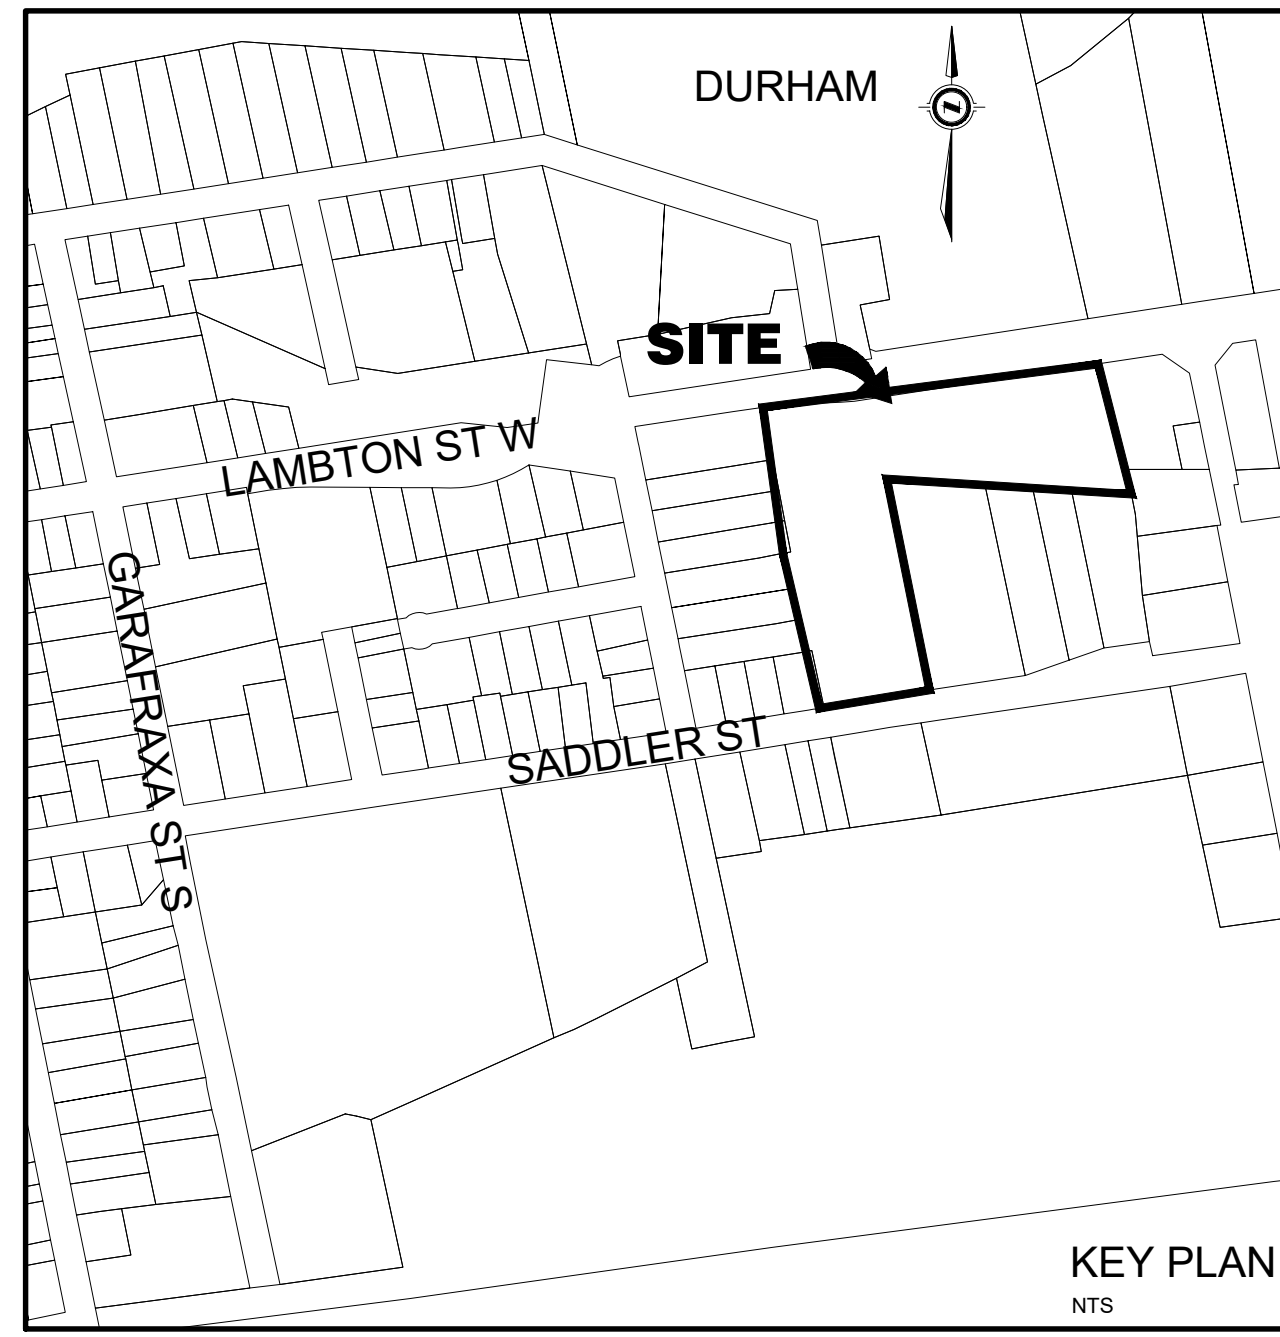 DURHAM
N
SITE
LAMBTON ST W
GARAFRAXA ST S
SADDLER ST
KEY PLAN
NTS